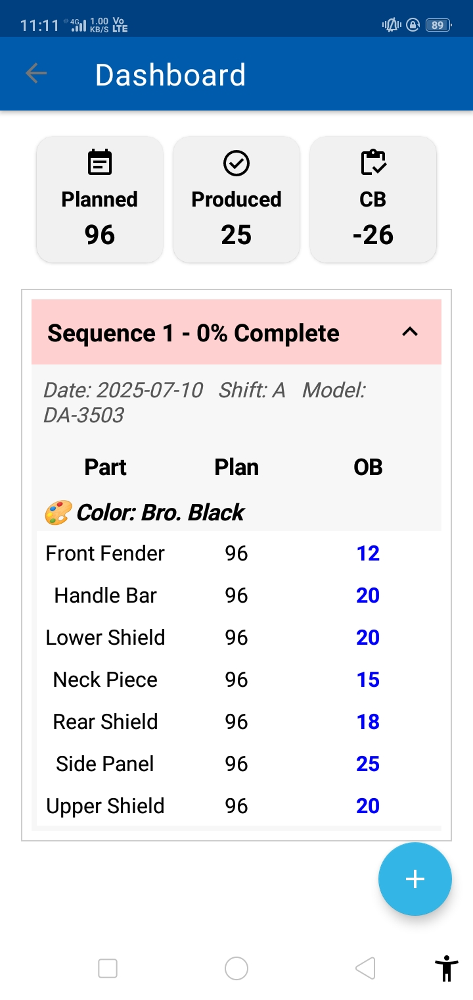 11:11 4G 1.00 KB/S Vo LTE 89
Dashboard
Planned Produced CB
96 25 -26
Sequence 1 - 0% Complete
Date: 2025-07-10 Shift: A Model:
DA-3503
Part Plan OB
Color: Bro. Black
Front Fender 96 12
Handle Bar 96 20
Lower Shield 96 20
Neck Piece 96 15
Rear Shield 96 18
Side Panel 96 25
Upper Shield 96 20
+